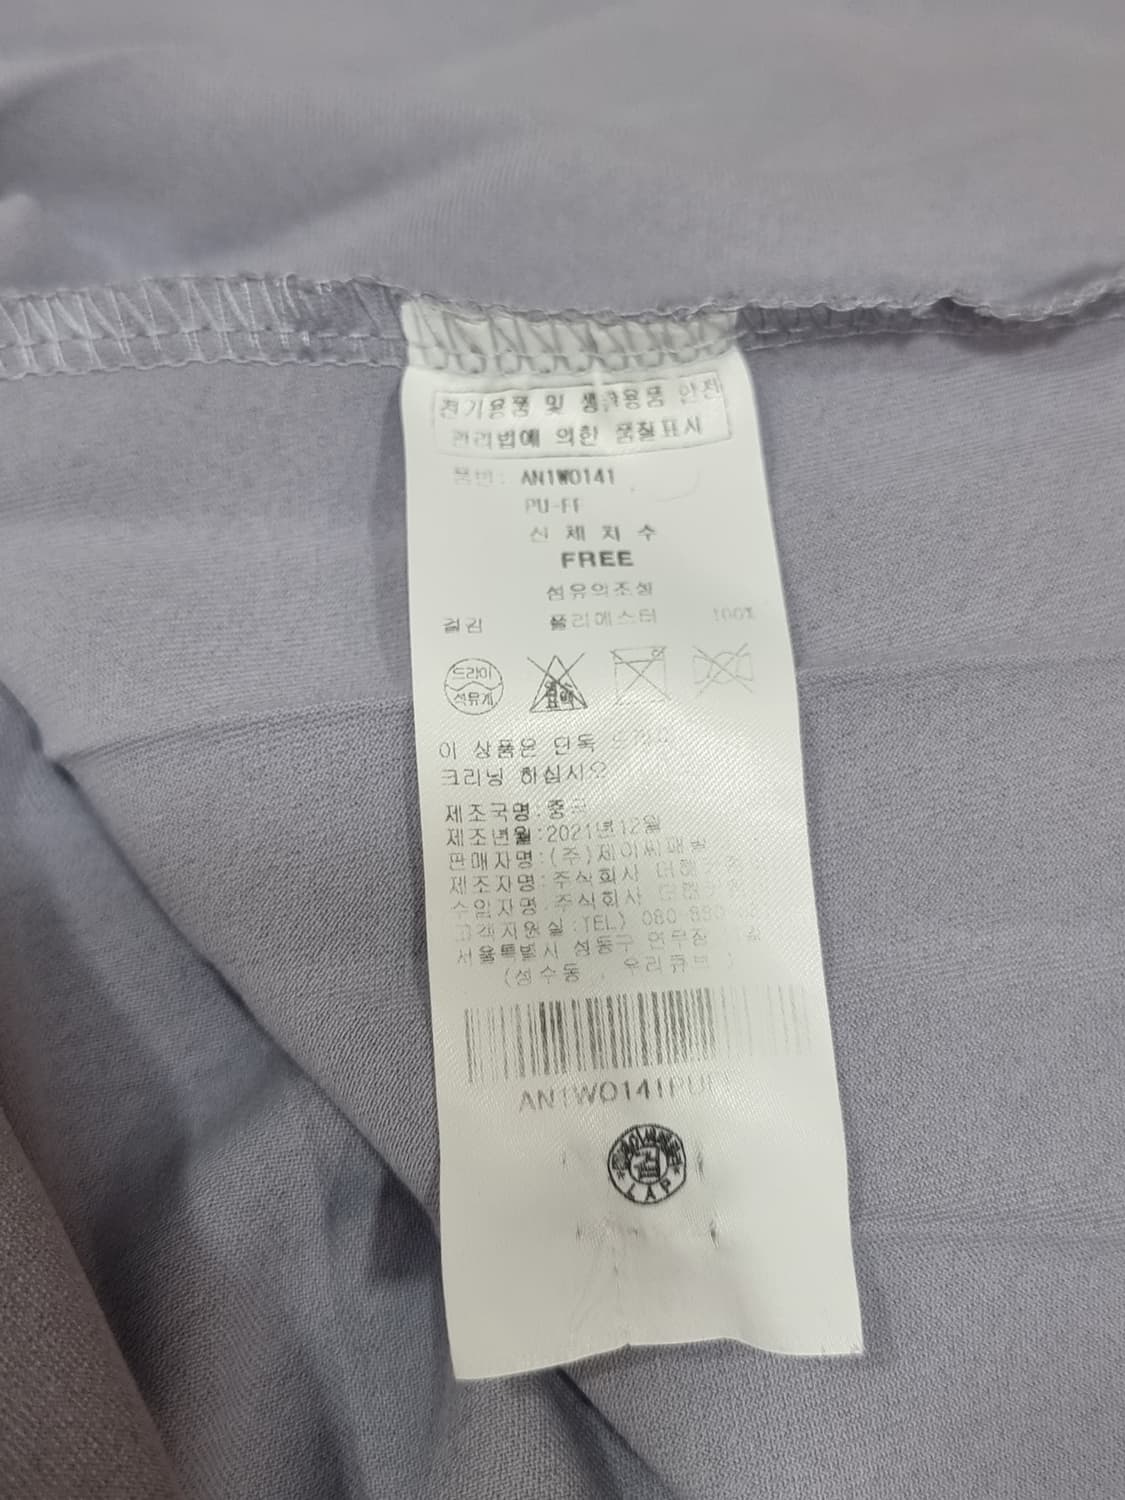 전기용품 및 생활용품 안전
관리법에 의한 품질표시
품번: AN1WO141
PU-FF
신 체 치 수
FREE
섬유의조성
겉감 폴리에스터 100%
드라이
석유계
염소
표백
이 상품은 단독 드라이
크리닝 하십시오
제조국명:중국
제조년월:2021년12월
판매자명:(주)제이씨패밀
제조자명:주식회사
수입자명:주식회사
고객지원실:TEL) 080
서울특별시 성동구 연무장
(성수동 , 우리큐브 )
AN1WO141PU
LAP